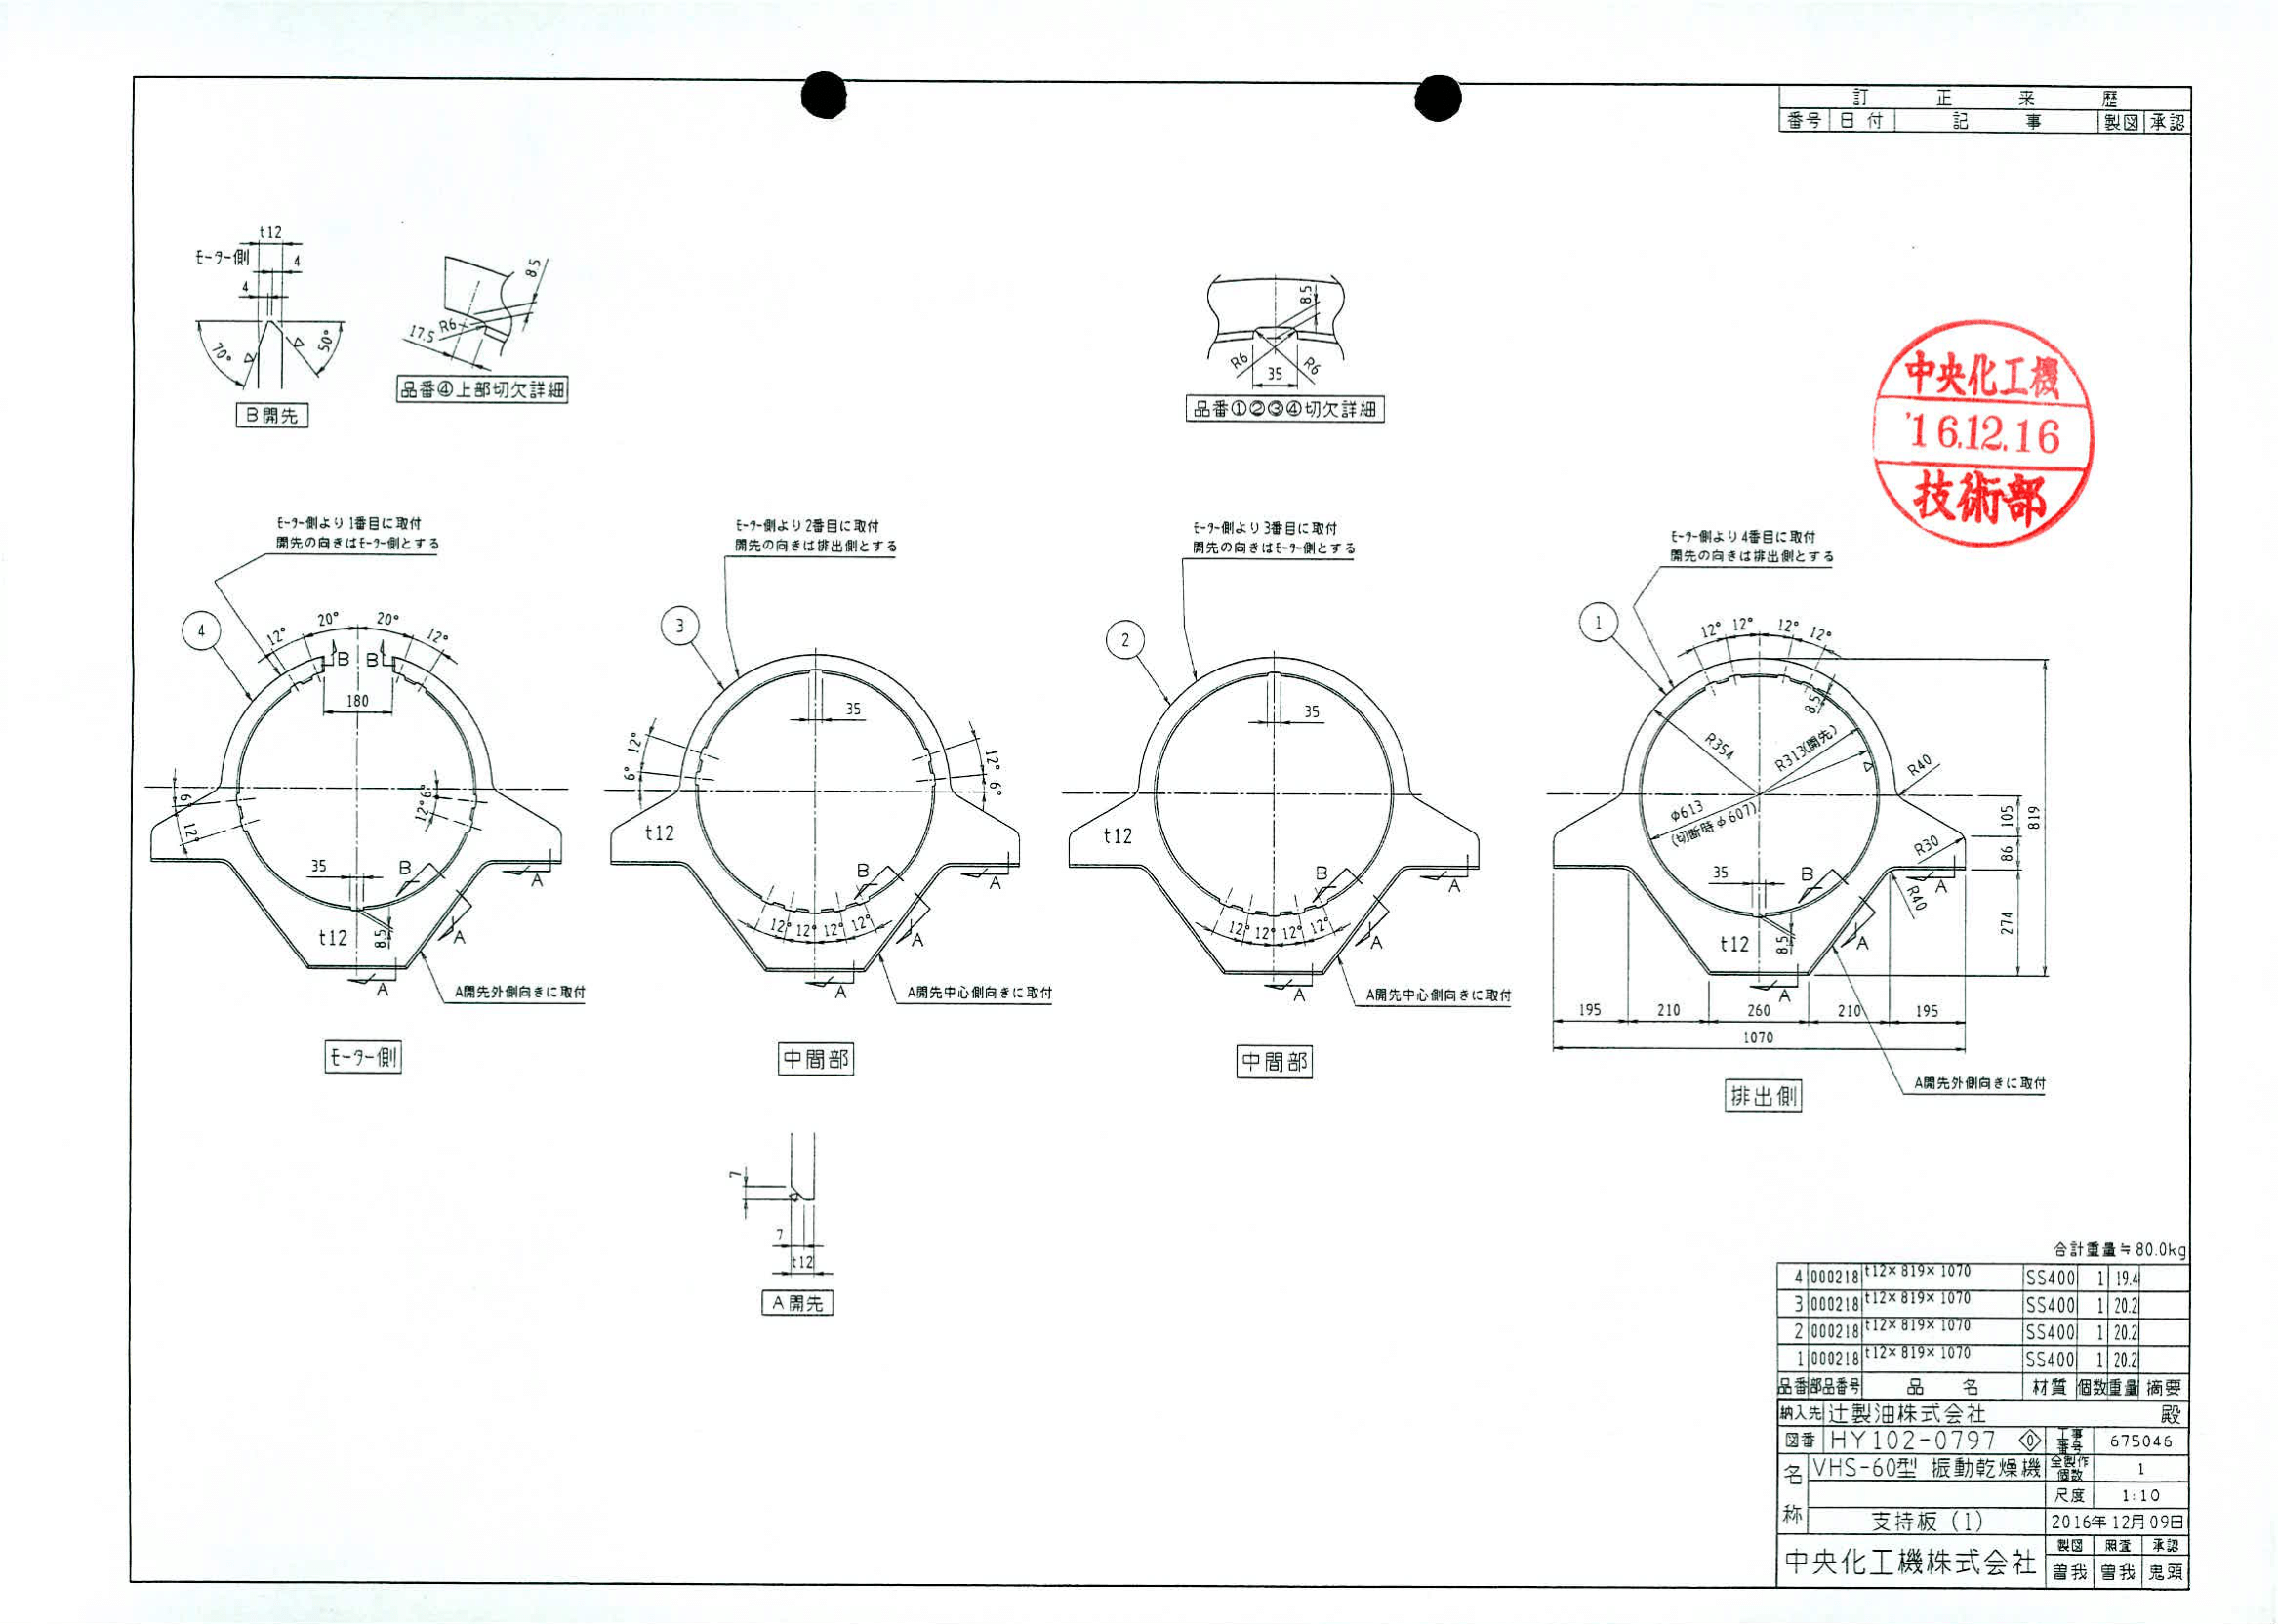 訂 正 来 歴
番号 日 付 記 事 製図 承認
t12
モーター側
4
4
70°
50°
B開先
8.5
R6
17.5
品番④上部切欠詳細
8.5
R6
R6
35
品番①②③④切欠詳細
中央化工機
'16.12.16
技術部
モーター側より1番目に取付
開先の向きはモーター側とする
4
12°
20°
20°
12°
B
B
180
6°
12°
12°
6°
35
B
A
A
8.5
t12
A
A開先外側向きに取付
モーター側
モーター側より2番目に取付
開先の向きは排出側とする
3
35
12°
6°
12°
6°
t12
B
A
12° 12° 12° 12°
A
A
A開先中心側向きに取付
中間部
モーター側より3番目に取付
開先の向きはモーター側とする
2
35
t12
B
A
12° 12° 12° 12°
A
A
A開先中心側向きに取付
中間部
モーター側より4番目に取付
開先の向きは排出側とする
1
12° 12° 12° 12°
8.5
R354
R313(開先)
R40
φ613
(切断時φ607)
105
819
R30
86
35
B
A
R40
274
t12
8.5
A
A
195 210 260 210 195
1070
A開先外側向きに取付
排出側
7
7
t12
A開先
合計重量≒80.0kg
4 000218 t12×819×1070 SS400 1 19.4
3 000218 t12×819×1070 SS400 1 20.2
2 000218 t12×819×1070 SS400 1 20.2
1 000218 t12×819×1070 SS400 1 20.2
品番 部品番号 品 名 材質 個数 重量 摘要
納入先 辻製油株式会社 殿
図番 HY102-0797 0 工事番号 675046
名称 VHS-60型 振動乾燥機 全製作個数 1
尺度 1:10
支持板(1) 2016年12月09日
製図 照査 承認
中央化工機株式会社 曽我 曽我 鬼頭